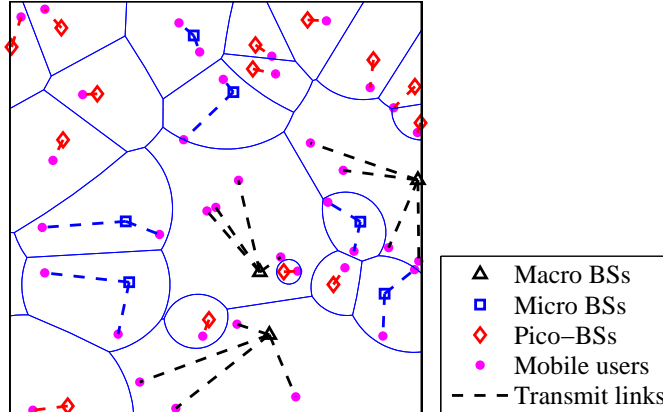 Macro BSs
Micro BSs
Pico−BSs
Mobile users
Transmit links